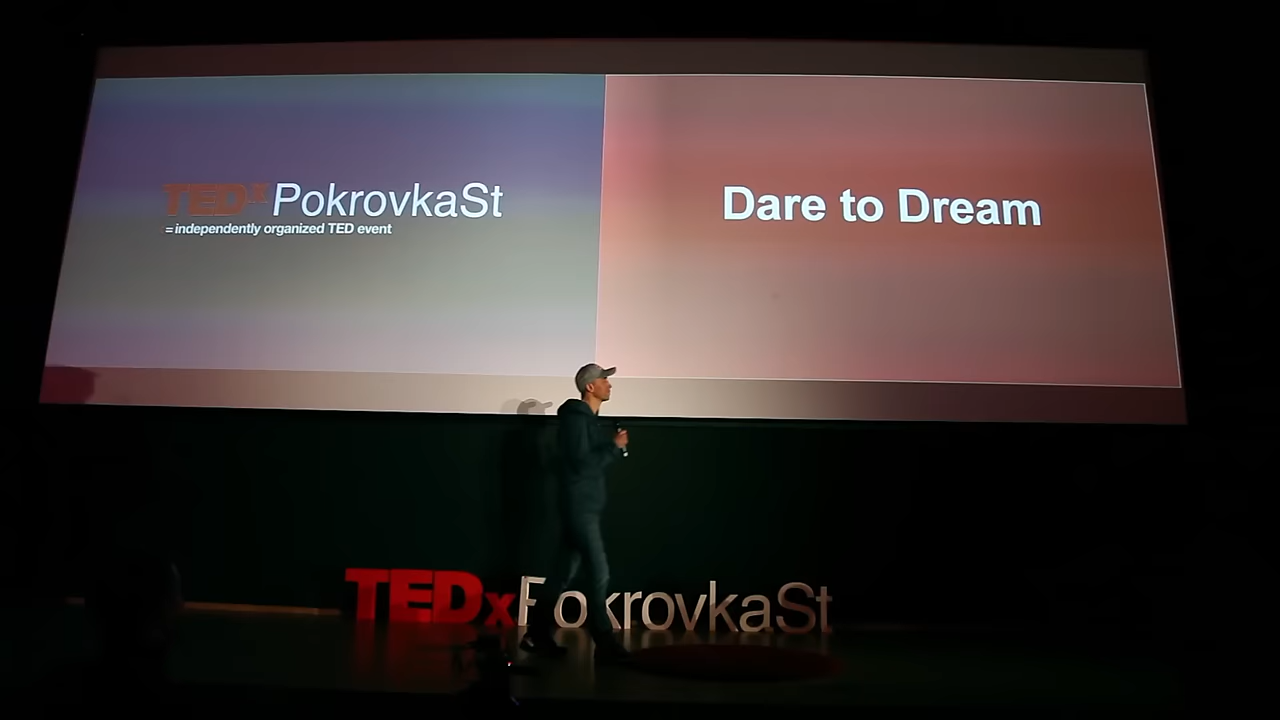 TEDxPokrovkaSt
=independently organized TED event
Dare to Dream
TEDxPokrovkaSt